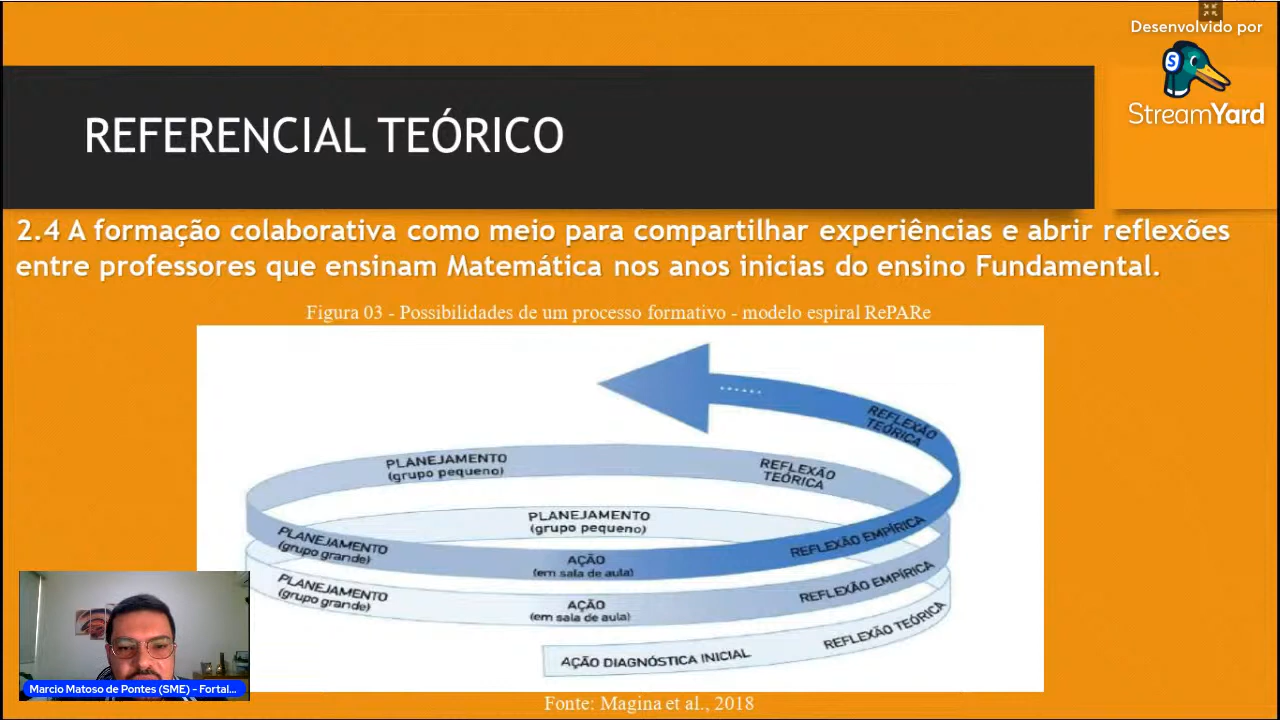 Desenvolvido por
StreamYard
REFERENCIAL TEÓRICO
2.4 A formação colaborativa como meio para compartilhar experiências e abrir reflexões
entre professores que ensinam Matemática nos anos inicias do ensino Fundamental.
Figura 03 - Possibilidades de um processo formativo - modelo espiral RePARe
......
REFLEXÃO
TEÓRICA
PLANEJAMENTO
(grupo pequeno)
REFLEXÃO
TEÓRICA
PLANEJAMENTO
(grupo pequeno)
PLANEJAMENTO
(grupo grande)
AÇÃO
(em sala de aula)
REFLEXÃO EMPÍRICA
PLANEJAMENTO
(grupo grande)
AÇÃO
(em sala de aula)
REFLEXÃO EMPÍRICA
AÇÃO DIAGNÓSTICA INICIAL
REFLEXÃO TEÓRICA
Marcio Matoso de Pontes (SME) - Fortal...
Fonte: Magina et al., 2018